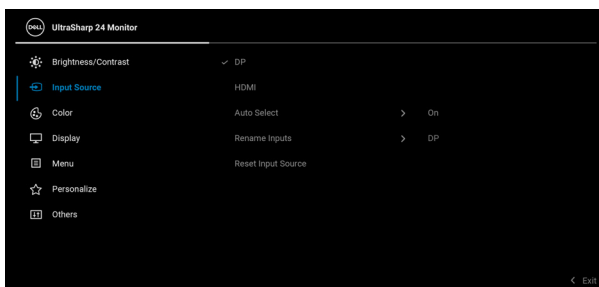 DELL UltraSharp 24 Monitor
Brightness/Contrast ✓ DP
Input Source HDMI
Color Auto Select > On
Display Rename Inputs > DP
Menu Reset Input Source
Personalize
Others
< Exit